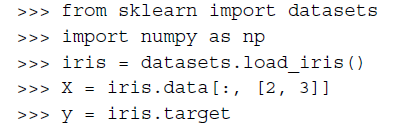 >>> from sklearn import datasets
>>> import numpy as np
>>> iris = datasets.load_iris()
>>> X = iris.data[:, [2, 3]]
>>> y = iris.target